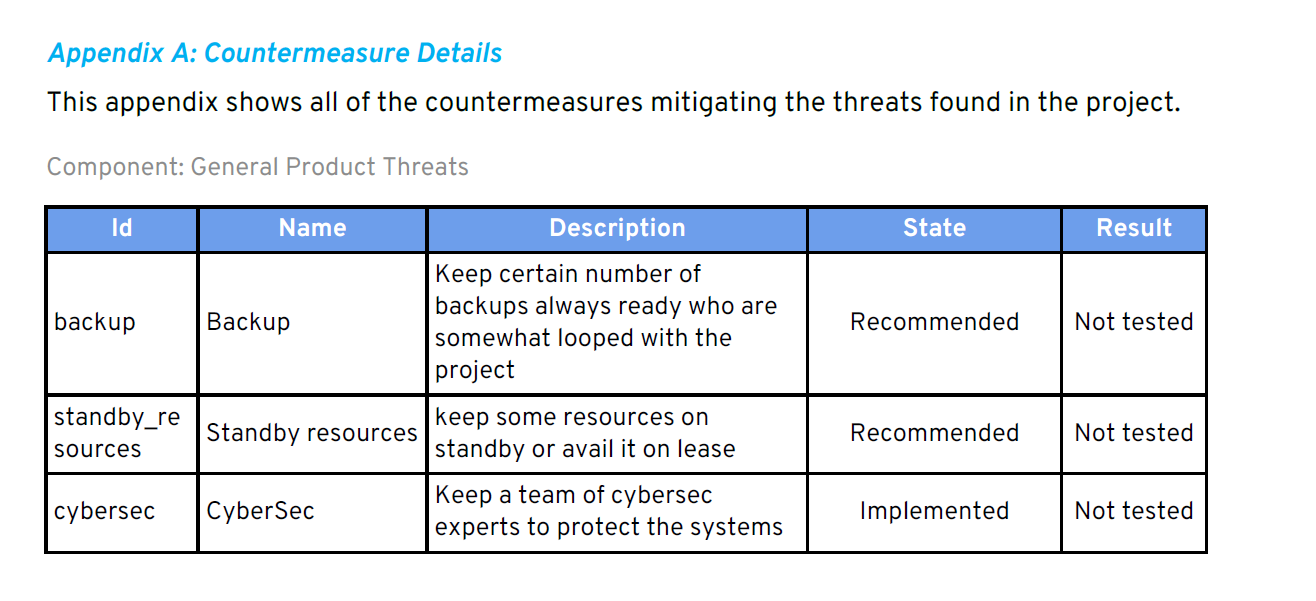 Appendix A: Countermeasure Details
This appendix shows all of the countermeasures mitigating the threats found in the project.
Component: General Product Threats
Id Name Description State Result
Keep certain number of
backups always ready who are
backup Backup Recommended Not tested
somewhat looped with the
project
standby_re
sources
Standby resources
keep some resources on
standby or avail it on lease
Recommended Not tested
cybersec CyberSec
Keep a team of cybersec
experts to protect the systems
Implemented Not tested